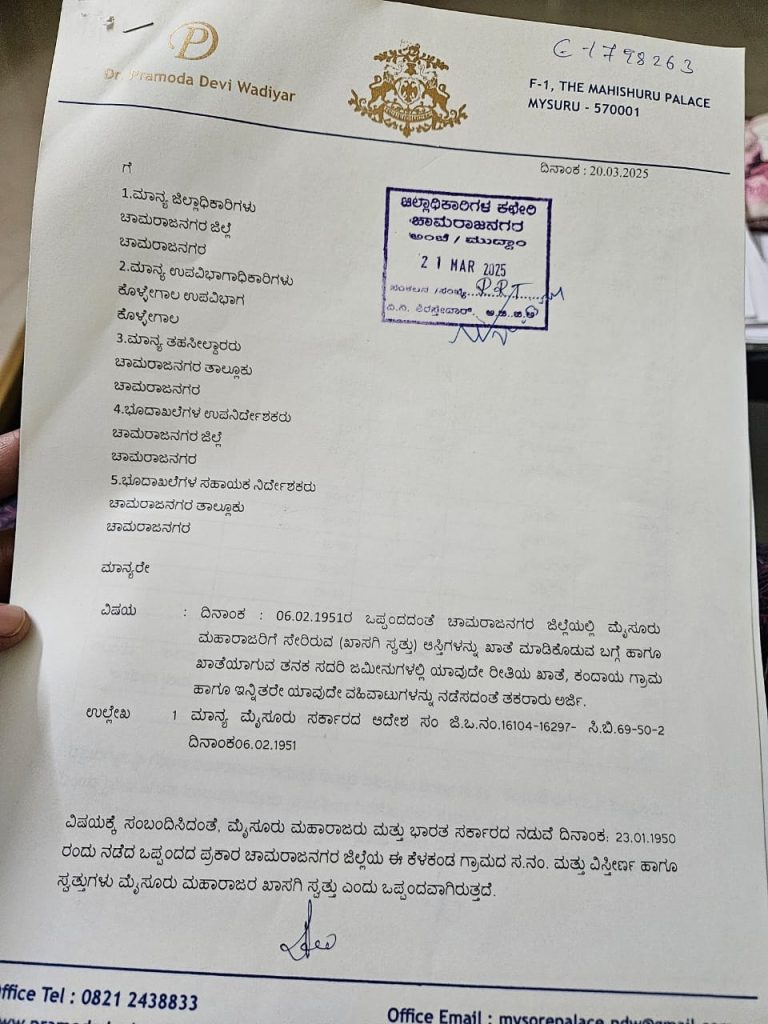 C-1798263
P
Dr. Pramoda Devi Wadiyar
F-1, THE MAHISHURU PALACE
MYSURU - 570001
ದಿನಾಂಕ : 20.03.2025
ಗೆ
1.ಮಾನ್ಯ ಜಿಲ್ಲಾಧಿಕಾರಿಗಳು
ಚಾಮರಾಜನಗರ ಜಿಲ್ಲೆ
ಚಾಮರಾಜನಗರ
2.ಮಾನ್ಯ ಉಪವಿಭಾಗಾಧಿಕಾರಿಗಳು
ಕೊಳ್ಳೇಗಾಲ ಉಪವಿಭಾಗ
ಕೊಳ್ಳೇಗಾಲ
3.ಮಾನ್ಯ ತಹಸೀಲ್ದಾರರು
ಚಾಮರಾಜನಗರ ತಾಲ್ಲೂಕು
ಚಾಮರಾಜನಗರ
4.ಭೂದಾಖಲೆಗಳ ಉಪನಿರ್ದೇಶಕರು
ಚಾಮರಾಜನಗರ ಜಿಲ್ಲೆ
ಚಾಮರಾಜನಗರ
5.ಭೂದಾಖಲೆಗಳ ಸಹಾಯಕ ನಿರ್ದೇಶಕರು
ಚಾಮರಾಜನಗರ ತಾಲ್ಲೂಕು
ಚಾಮರಾಜನಗರ
ಜಿಲ್ಲಾಧಿಕಾರಿಗಳ ಕಛೇರಿ
ಚಾಮರಾಜನಗರ
ಅಂಚೆ / ಮುದ್ದಾಂ
21 MAR 2025
ಸಂಕಲನ /ಸಂಖ್ಯೆ RRT
ಮಾನ್ಯರೇ
ವಿಷಯ : ದಿನಾಂಕ : 06.02.1951ರ ಒಪ್ಪಂದದಂತೆ ಚಾಮರಾಜನಗರ ಜಿಲ್ಲೆಯಲ್ಲಿ ಮೈಸೂರು
ಮಹಾರಾಜರಿಗೆ ಸೇರಿರುವ (ಖಾಸಗಿ ಸ್ವತ್ತು) ಆಸ್ತಿಗಳನ್ನು ಖಾತೆ ಮಾಡಿಕೊಡುವ ಬಗ್ಗೆ ಹಾಗೂ
ಖಾತೆಯಾಗುವ ತನಕ ಸದರಿ ಜಮೀನುಗಳಲ್ಲಿ ಯಾವುದೇ ರೀತಿಯ ಖಾತೆ, ಕಂದಾಯ ಗ್ರಾಮ
ಹಾಗೂ ಇನ್ನಿತರೇ ಯಾವುದೇ ವಹಿವಾಟುಗಳನ್ನು ನಡೆಸದಂತೆ ತಕರಾರು ಅರ್ಜಿ.
ಉಲ್ಲೇಖ 1 ಮಾನ್ಯ ಮೈಸೂರು ಸರ್ಕಾರದ ಆದೇಶ ಸಂ ಜಿ.ಒ.ನಂ.16104-16297- ಸಿ.ಬಿ.69-50-2
ದಿನಾಂಕ06.02.1951
ವಿಷಯಕ್ಕೆ ಸಂಬಂದಿಸಿದಂತೆ, ಮೈಸೂರು ಮಹಾರಾಜರು ಮತ್ತು ಭಾರತ ಸರ್ಕಾರದ ನಡುವೆ ದಿನಾಂಕ: 23.01.1950
ರಂದು ನಡೆದ ಒಪ್ಪಂದದ ಪ್ರಕಾರ ಚಾಮರಾಜನಗರ ಜಿಲ್ಲೆಯ ಈ ಕೆಳಕಂಡ ಗ್ರಾಮದ ಸ.ನಂ. ಮತ್ತು ವಿಸ್ತೀರ್ಣ ಹಾಗೂ
ಸ್ವತ್ತುಗಳು ಮೈಸೂರು ಮಹಾರಾಜರ ಖಾಸಗಿ ಸ್ವತ್ತು ಎಂದು ಒಪ್ಪಂದವಾಗಿರುತ್ತದೆ.
Office Tel : 0821 2438833
Office Email :